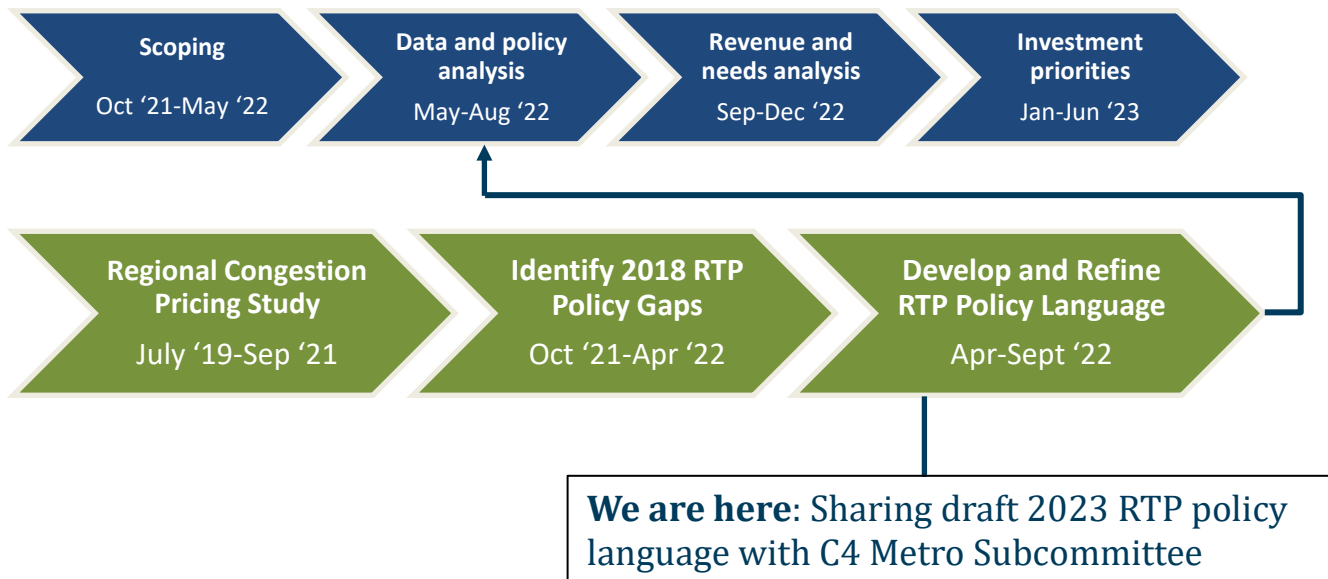 Scoping
Oct ‘21-May ‘22
Data and policy
analysis
May-Aug ‘22
Revenue and
needs analysis
Sep-Dec ‘22
Investment
priorities
Jan-Jun ‘23
Regional Congestion
Pricing Study
July ‘19-Sep ‘21
Identify 2018 RTP
Policy Gaps
Oct ‘21-Apr ‘22
Develop and Refine
RTP Policy Language
Apr-Sept ‘22
We are here: Sharing draft 2023 RTP policy
language with C4 Metro Subcommittee